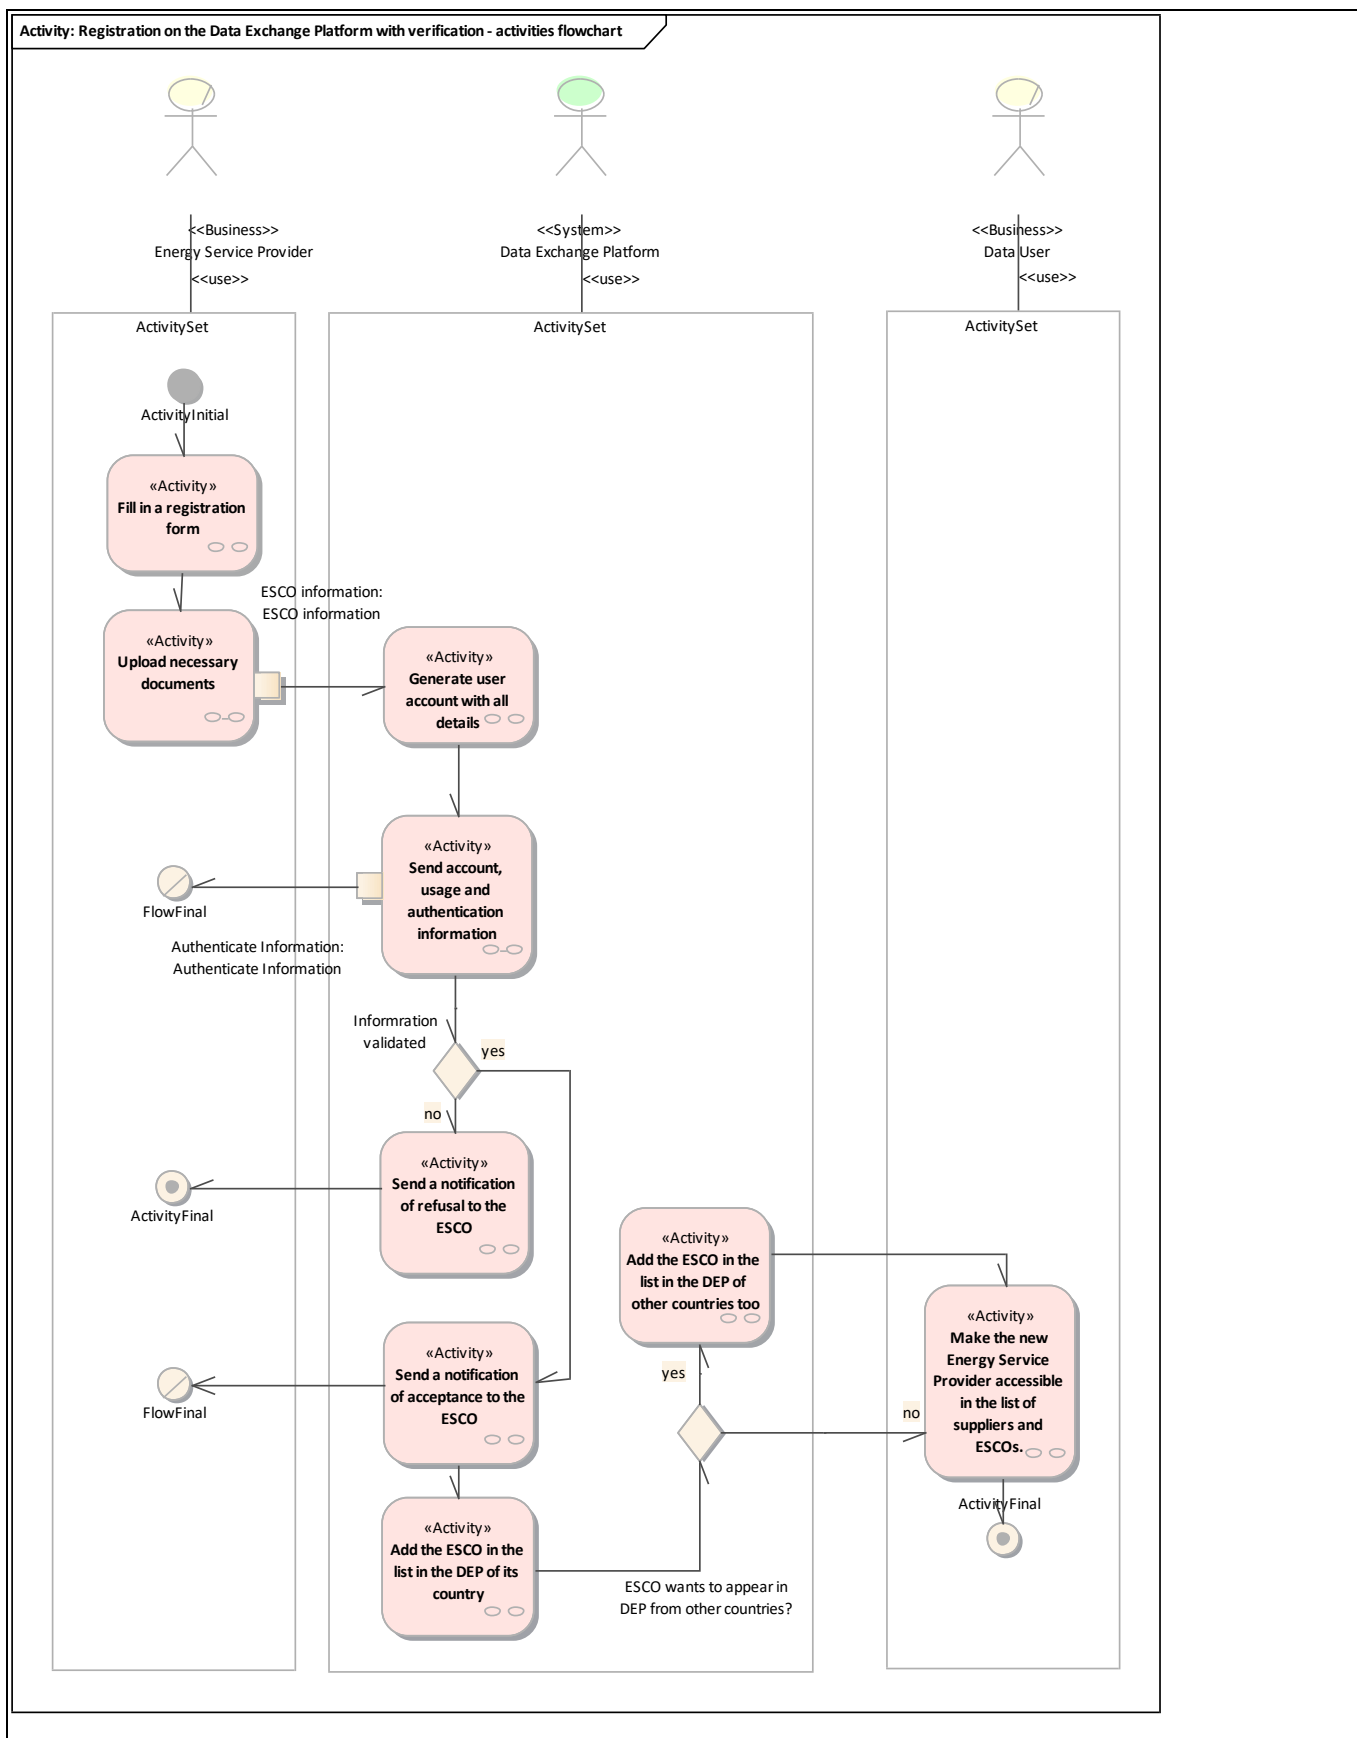 Activity: Registration on the Data Exchange Platform with verification - activities flowchart
<<Business>>
Energy Service Provider
<<use>>
<<System>>
Data Exchange Platform
<<use>>
<<Business>>
Data User
<<use>>
ActivitySet
ActivitySet
ActivitySet
ActivityInitial
«Activity»
Fill in a registration
form
ESCO information:
ESCO information
«Activity»
Upload necessary
documents
«Activity»
Generate user
account with all
details
«Activity»
Send account,
usage and
authentication
information
FlowFinal
Authenticate Information:
Authenticate Information
Informration
validated
yes
no
«Activity»
Send a notification
of refusal to the
ESCO
ActivityFinal
«Activity»
Add the ESCO in the
list in the DEP of
other countries too
«Activity»
Make the new
Energy Service
Provider accessible
in the list of
suppliers and
ESCOs.
«Activity»
Send a notification
of acceptance to the
ESCO
FlowFinal
yes
no
ActivityFinal
«Activity»
Add the ESCO in the
list in the DEP of its
country
ESCO wants to appear in
DEP from other countries?